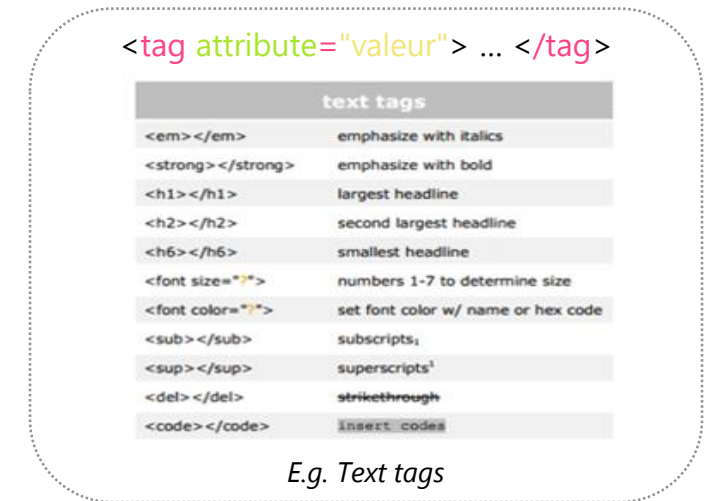 <tag attribute="valeur"> ... </tag>
text tags
<em></em> emphasize with italics
<strong></strong> emphasize with bold
<h1></h1> largest headline
<h2></h2> second largest headline
<h6></h6> smallest headline
<font size="?"> numbers 1-7 to determine size
<font color="?"> set font color w/ name or hex code
<sub></sub> subscripts₁
<sup></sup> superscripts¹
<del></del> strikethrough
<code></code> insert codes
E.g. Text tags